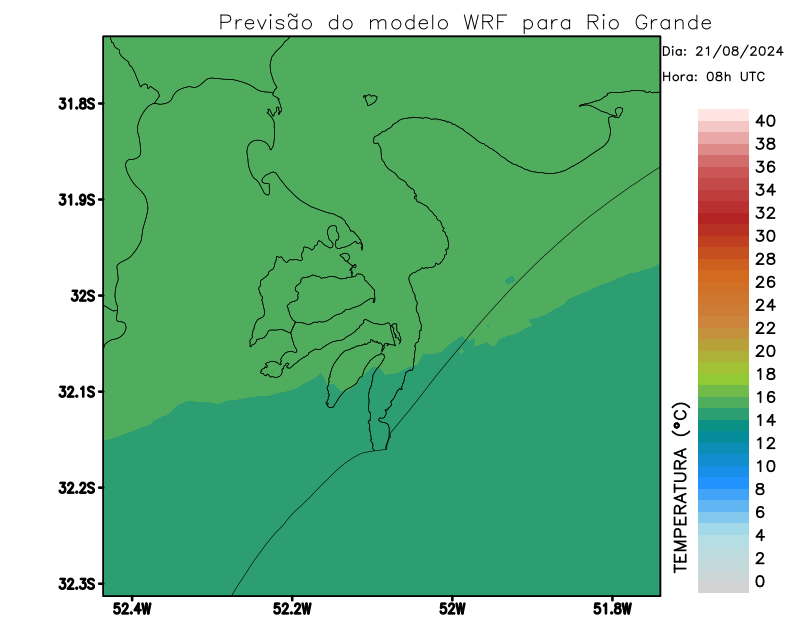 Previsão do modelo WRF para Rio Grande
Dia: 21/08/2024
Hora: 08h UTC
31.8S
31.9S
32S
32.1S
32.2S
32.3S
52.4W
52.2W
52W
51.8W
TEMPERATURA (°C)
40
38
36
34
32
30
28
26
24
22
20
18
16
14
12
10
8
6
4
2
0